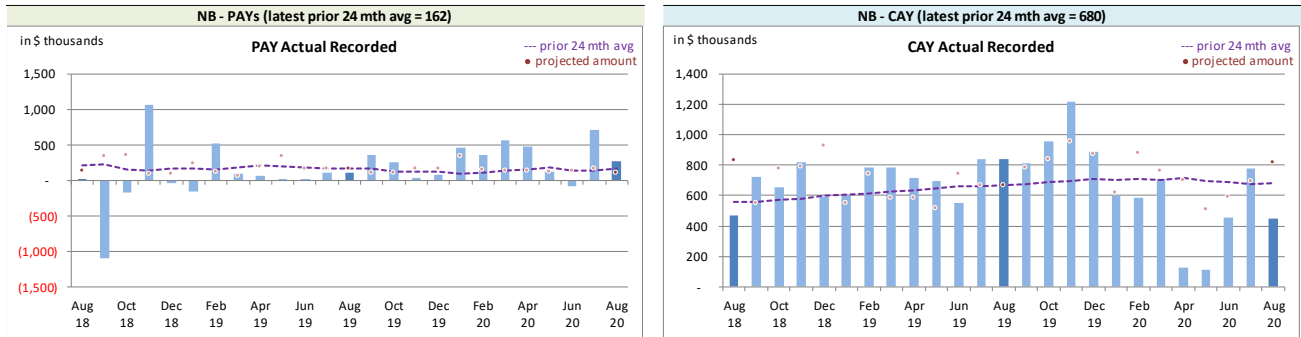 NB - PAYs (latest prior 24 mth avg = 162)
in $ thousands
PAY Actual Recorded
--- prior 24 mth avg
• projected amount
1,500
1,000
500
-
(500)
(1,000)
(1,500)
Aug Oct Dec Feb Apr Jun Aug Oct Dec Feb Apr Jun Aug
18 18 18 19 19 19 19 19 19 20 20 20 20
NB - CAY (latest prior 24 mth avg = 680)
in $ thousands
CAY Actual Recorded
--- prior 24 mth avg
• projected amount
1,400
1,200
1,000
800
600
400
200
-
Aug Oct Dec Feb Apr Jun Aug Oct Dec Feb Apr Jun Aug
18 18 18 19 19 19 19 19 19 20 20 20 20